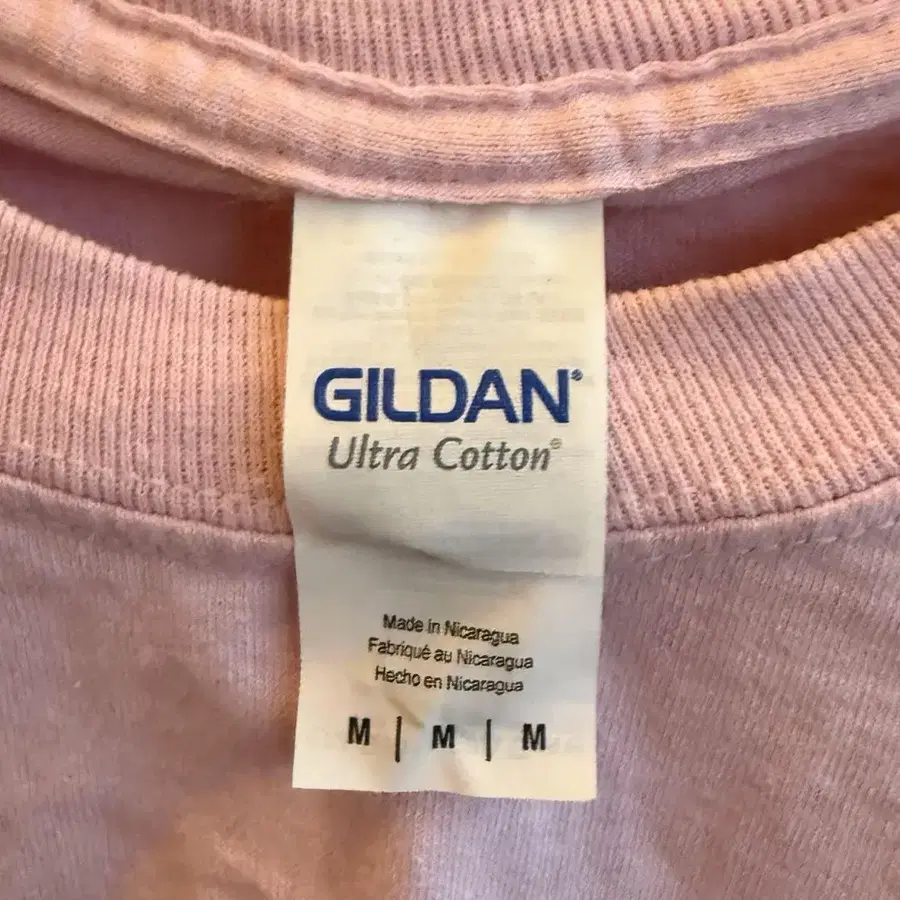 GILDAN®
Ultra Cotton®
Made in Nicaragua
Fabriqué au Nicaragua
Hecho en Nicaragua
M | M | M